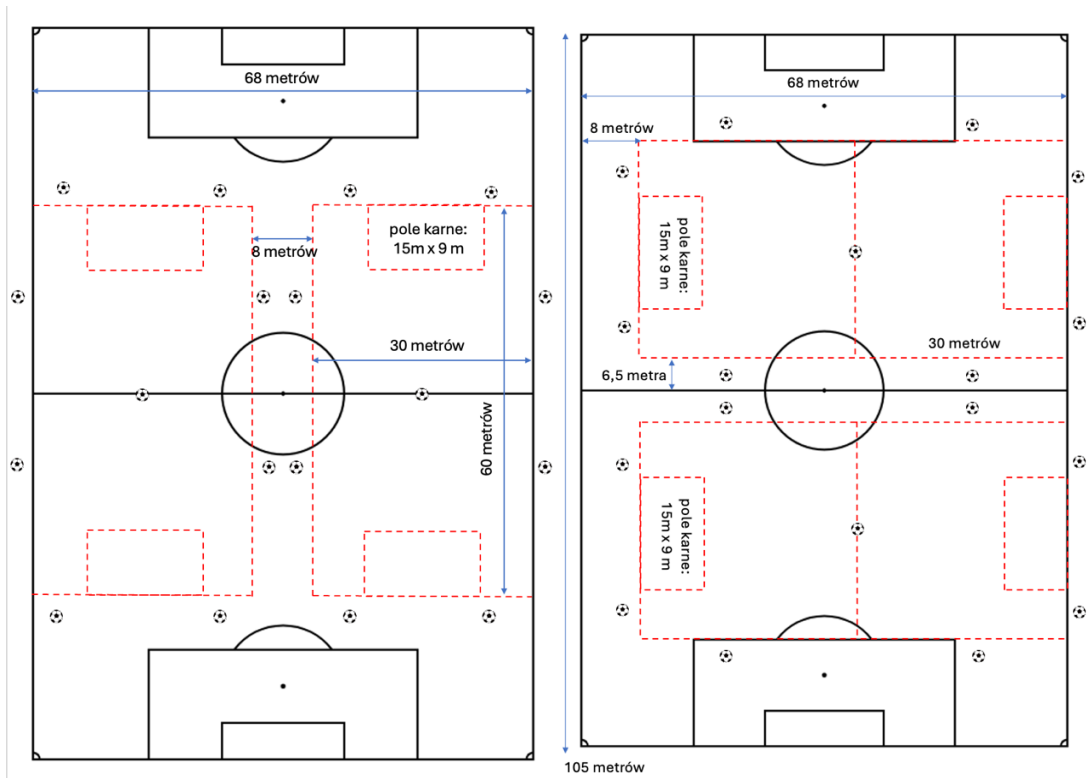 68 metrów
pole karne:
15m x 9 m
8 metrów
30 metrów
60 metrów
68 metrów
8 metrów
pole karne:
15m x 9 m
30 metrów
6,5 metra
pole karne:
15m x 9 m
105 metrów